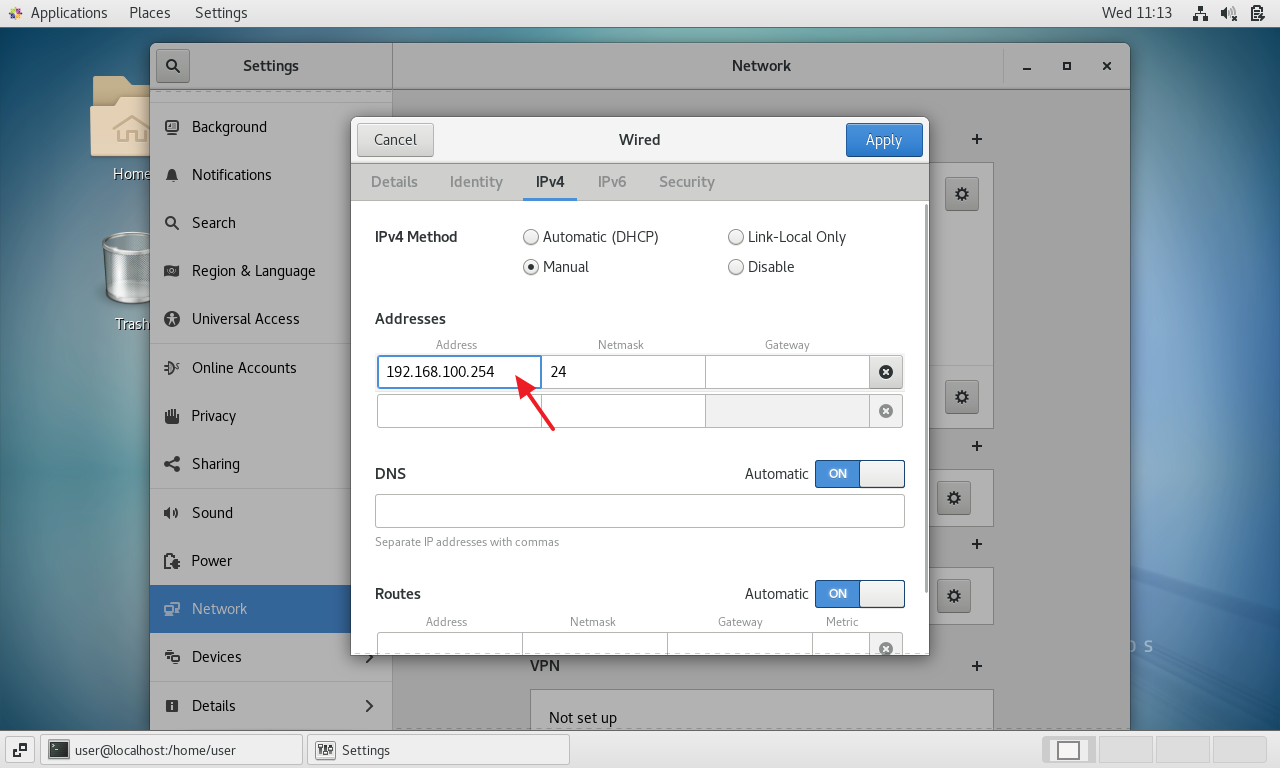 Applications Places Settings Wed 11:13
Settings Network
Background
Notifications
Search
Region & Language
Universal Access
Online Accounts
Privacy
Sharing
Sound
Power
Network
Devices
Details
Home
Trash
Cancel Wired Apply
Details Identity IPv4 IPv6 Security
IPv4 Method Automatic (DHCP) Link-Local Only
Manual Disable
Addresses
Address Netmask Gateway
192.168.100.254 24
DNS Automatic ON
Separate IP addresses with commas
Routes Automatic ON
Address Netmask Gateway Metric
VPN
Not set up
user@localhost:/home/user Settings